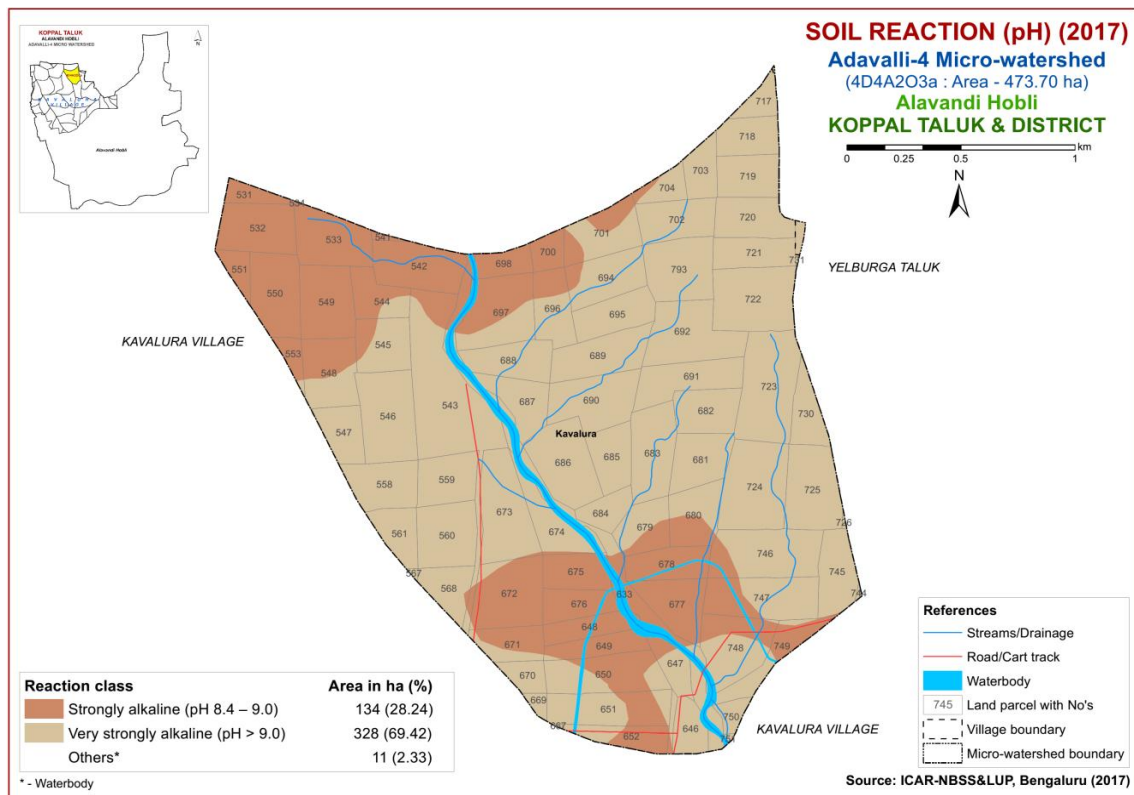 KOPPAL TALUK
ALAVANDI HOBLI
ADAVALLI-4 MICRO-WATERSHED
N
KAVALURA
VILLAGE
Alavandi Hobli
SOIL REACTION (pH) (2017)
Adavalli-4 Micro-watershed
(4D4A2O3a : Area - 473.70 ha)
Alavandi Hobli
KOPPAL TALUK & DISTRICT
km
0 0.25 0.5 1
N
717
718
703
719
704
531
534
532
720
702
701
533
541
721
700
542
698
731
YELBURGA TALUK
551
793
694
550
722
549
544
696
697
695
692
KAVALURA VILLAGE
545
553
689
688
548
691
723
690
687
543
682
546
730
547
Kavalura
683
685
681
686
559
558
724
725
673
684
680
726
679
674
561
560
746
678
567
675
745
568
672
633
744
747
676
677
648
671
649
748
749
647
670
650
669
651
750
667
646
652
751
KAVALURA VILLAGE
Reaction class Area in ha (%)
Strongly alkaline (pH 8.4 – 9.0) 134 (28.24)
Very strongly alkaline (pH > 9.0) 328 (69.42)
Others* 11 (2.33)
* - Waterbody
References
Streams/Drainage
Road/Cart track
Waterbody
745 Land parcel with No's
Village boundary
Micro-watershed boundary
Source: ICAR-NBSS&LUP, Bengaluru (2017)